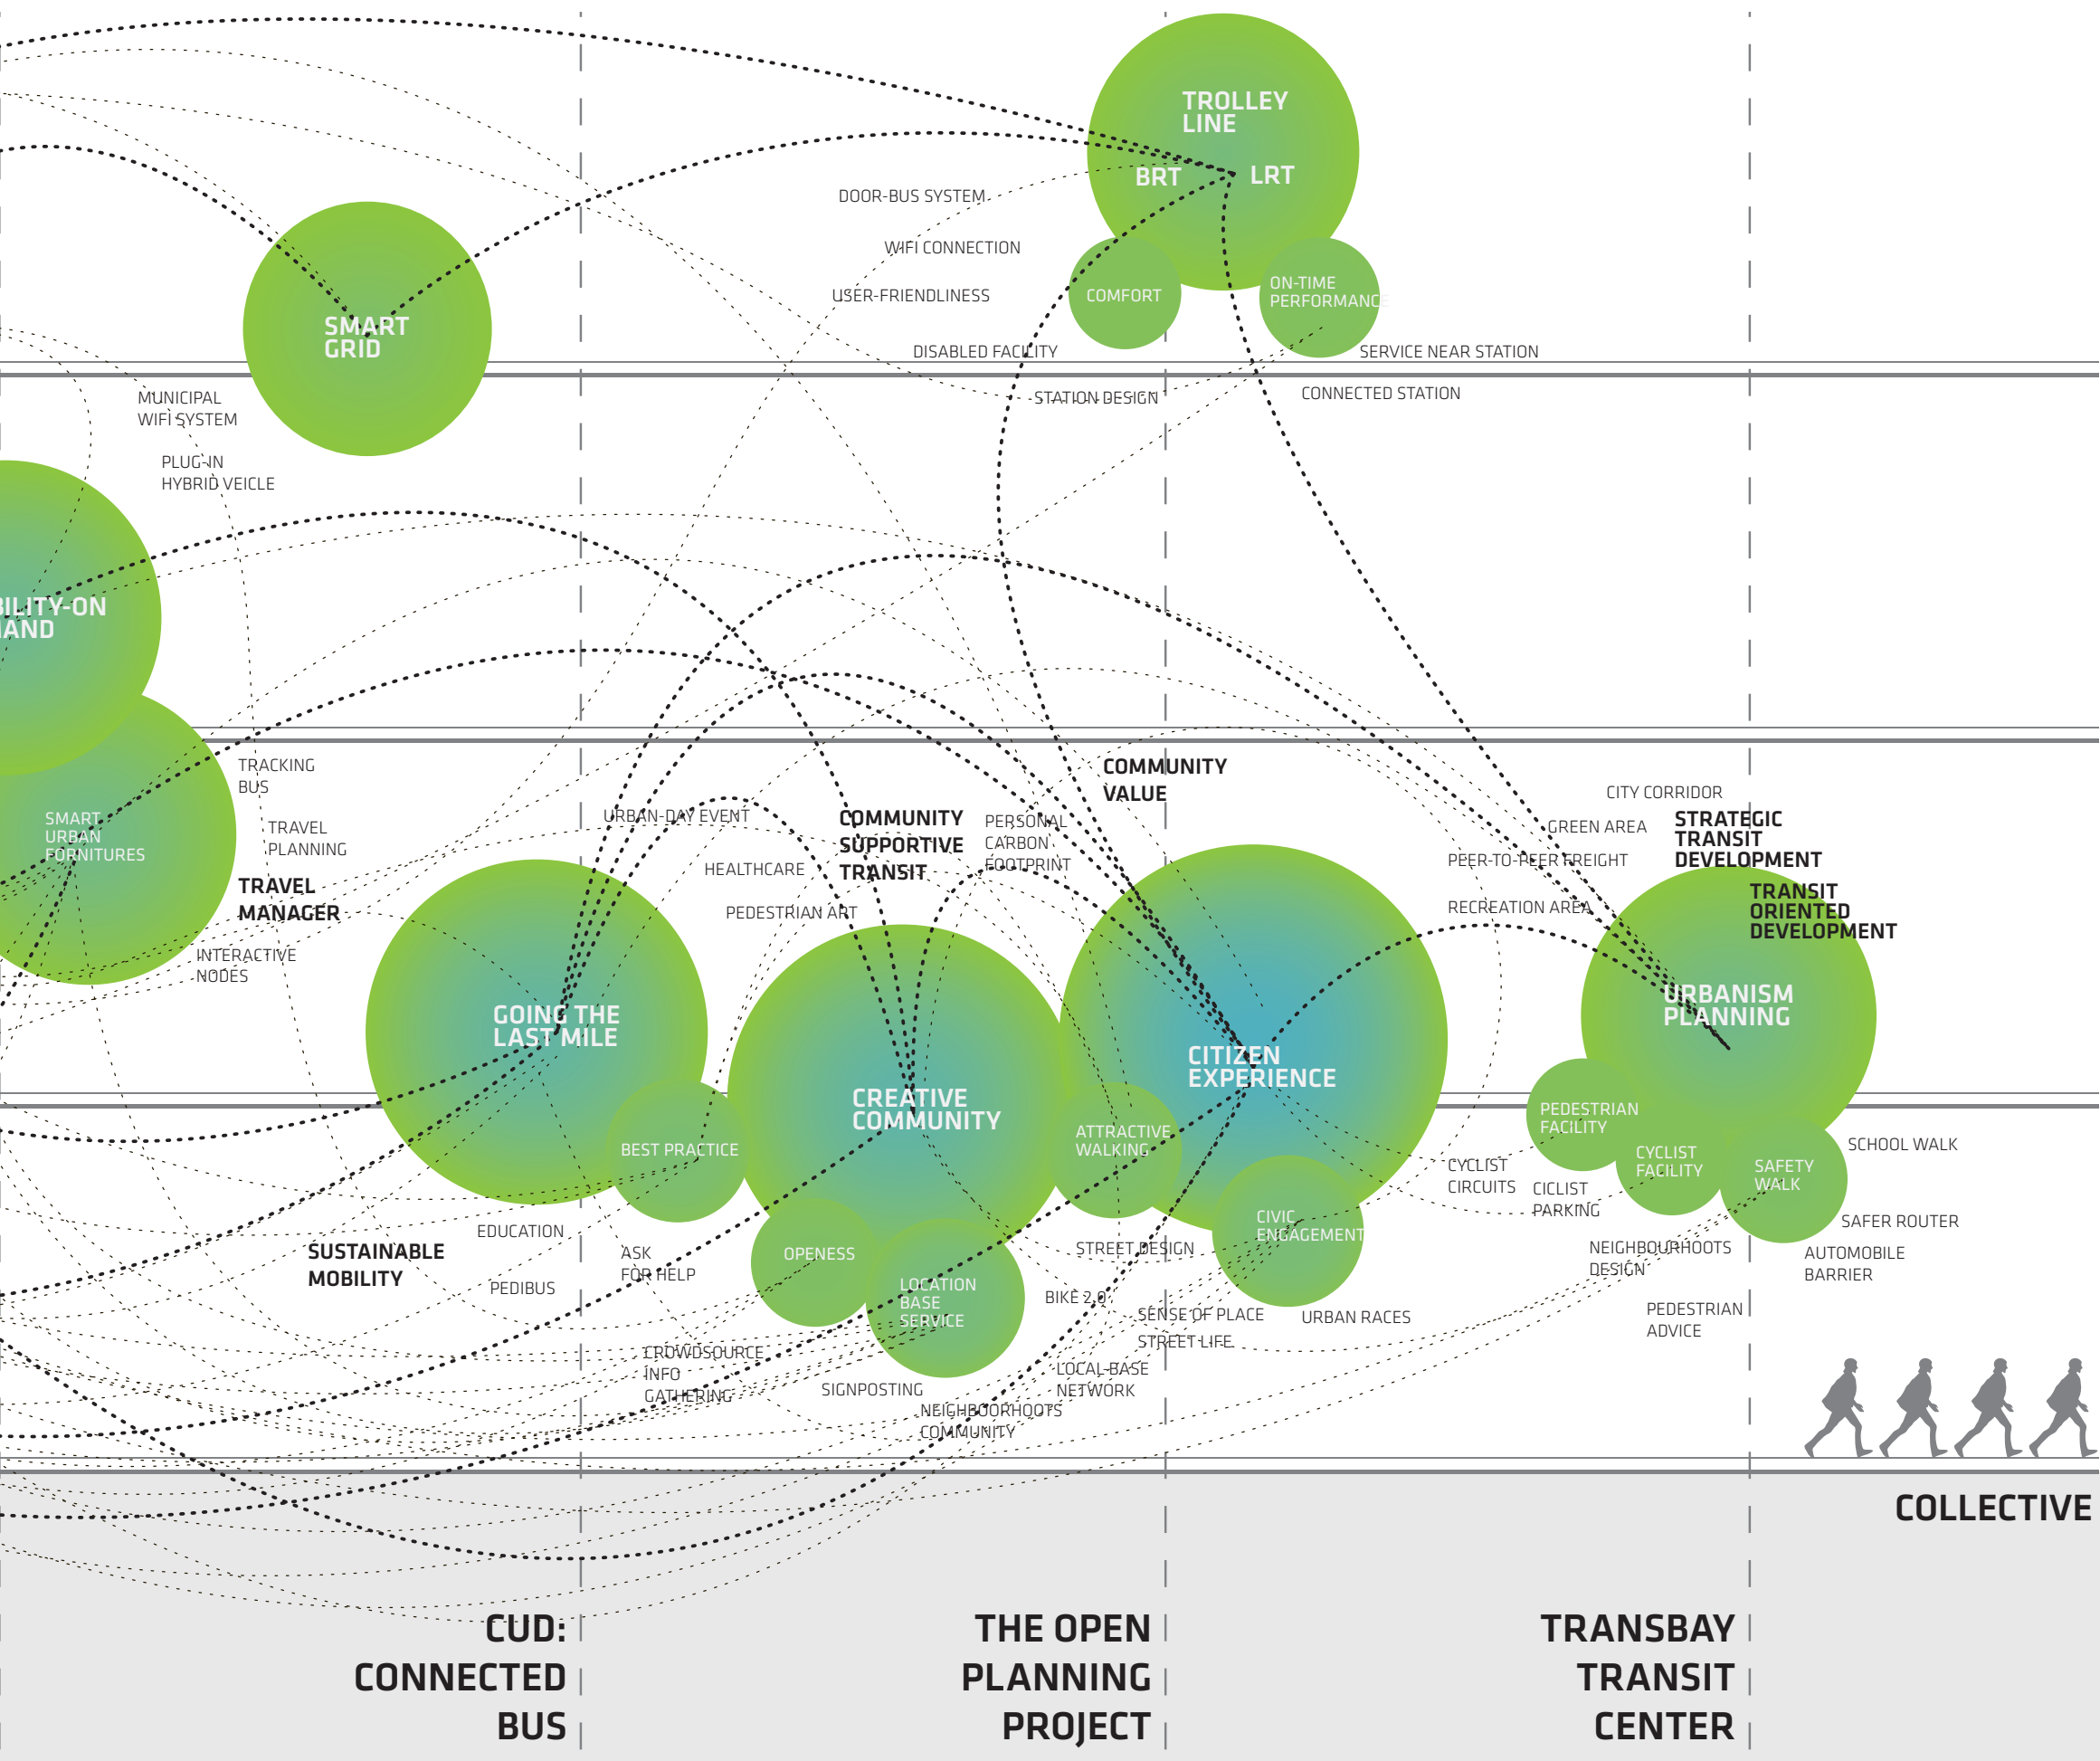 TROLLEY
LINE
BRT
LRT
DOOR-BUS SYSTEM
WIFI CONNECTION
USER-FRIENDLINESS
COMFORT
ON-TIME
PERFORMANCE
DISABLED FACILITY
SERVICE NEAR STATION
STATION DESIGN
CONNECTED STATION
SMART
GRID
MUNICIPAL
WIFI SYSTEM
PLUG-IN
HYBRID VEICLE
BILITY-ON
AND
SMART
URBAN
FORNITURES
TRACKING
BUS
TRAVEL
PLANNING
TRAVEL
MANAGER
INTERACTIVE
NODES
URBAN-DAY EVENT
HEALTHCARE
PEDESTRIAN ART
COMMUNITY
SUPPORTIVE
TRANSIT
PERSONAL
CARBON
FOOTPRINT
COMMUNITY
VALUE
CITY CORRIDOR
GREEN AREA
PEER-TO-PEER FREIGHT
RECREATION AREA
STRATEGIC
TRANSIT
DEVELOPMENT
TRANSIT
ORIENTED
DEVELOPMENT
GOING THE
LAST MILE
BEST PRACTICE
CREATIVE
COMMUNITY
ATTRACTIVE
WALKING
CITIZEN
EXPERIENCE
URBANISM
PLANNING
PEDESTRIAN
FACILITY
CYCLIST
FACILITY
SAFETY
WALK
SCHOOL WALK
CYCLIST
CIRCUITS
CICLIST
PARKING
SAFER ROUTER
NEIGHBOURHOOTS
DESIGN
AUTOMOBILE
BARRIER
PEDESTRIAN
ADVICE
SUSTAINABLE
MOBILITY
EDUCATION
PEDIBUS
ASK
FOR HELP
OPENESS
LOCATION
BASE
SERVICE
STREET DESIGN
CIVIC
ENGAGEMENT
BIKE 2.0
SENSE OF PLACE
STREET LIFE
URBAN RACES
CROWDSOURCE
INFO
GATHERING
SIGNPOSTING
LOCAL-BASE
NETWORK
NEIGHBOORHOOTS
COMMUNITY
COLLECTIVE
CUD:
CONNECTED
BUS
THE OPEN
PLANNING
PROJECT
TRANSBAY
TRANSIT
CENTER